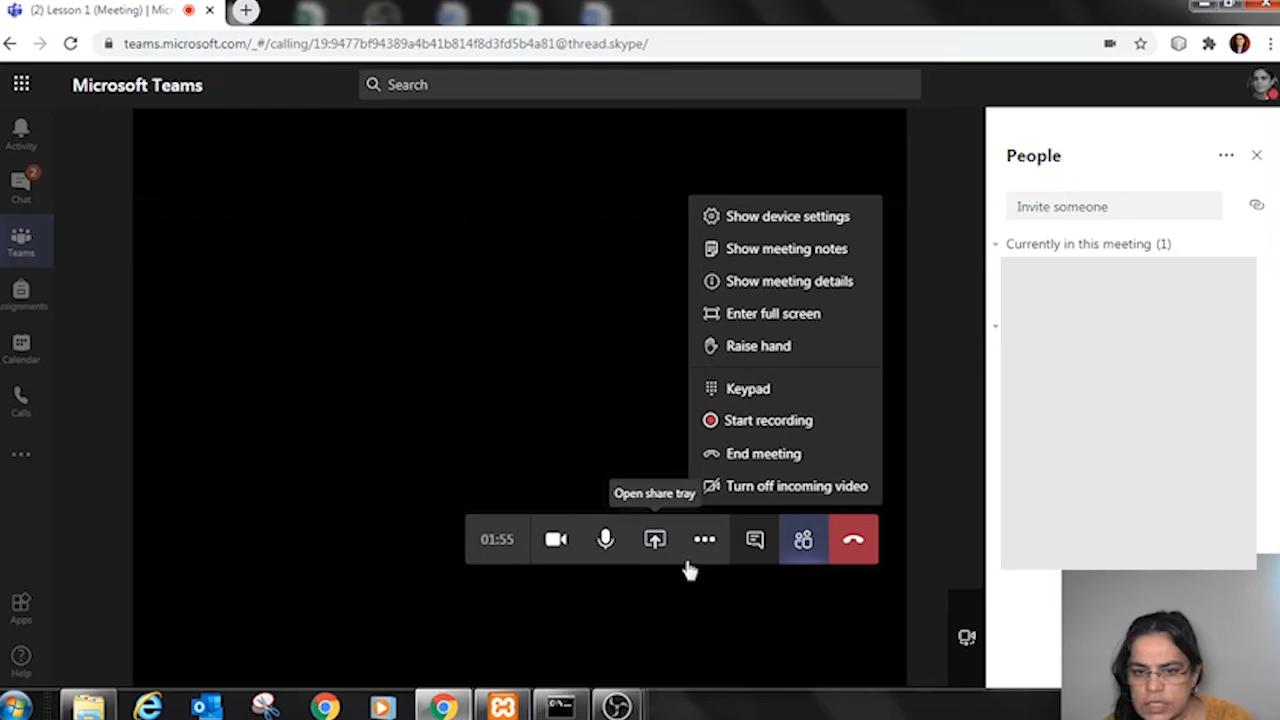 (2) Lesson 1 (Meeting) | Micr
teams.microsoft.com/_#/calling/19:9477bf94389a4b41b814f8d3fd5b4a81@thread.skype/
Microsoft Teams
Search
Activity
2
Chat
Teams
ssignments
Calendar
Calls
Apps
Help
Show device settings
Show meeting notes
Show meeting details
Enter full screen
Raise hand
Keypad
Start recording
End meeting
Turn off incoming video
Open share tray
01:55
People
Invite someone
Currently in this meeting (1)